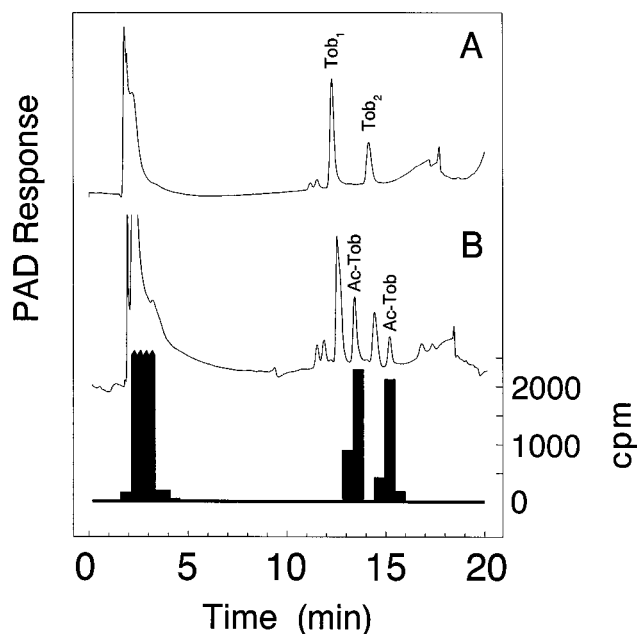 A
Tob1
Tob2
PAD Response
B
Ac-Tob
Ac-Tob
2000
1000
0
cpm
0 5 10 15 20
Time (min)